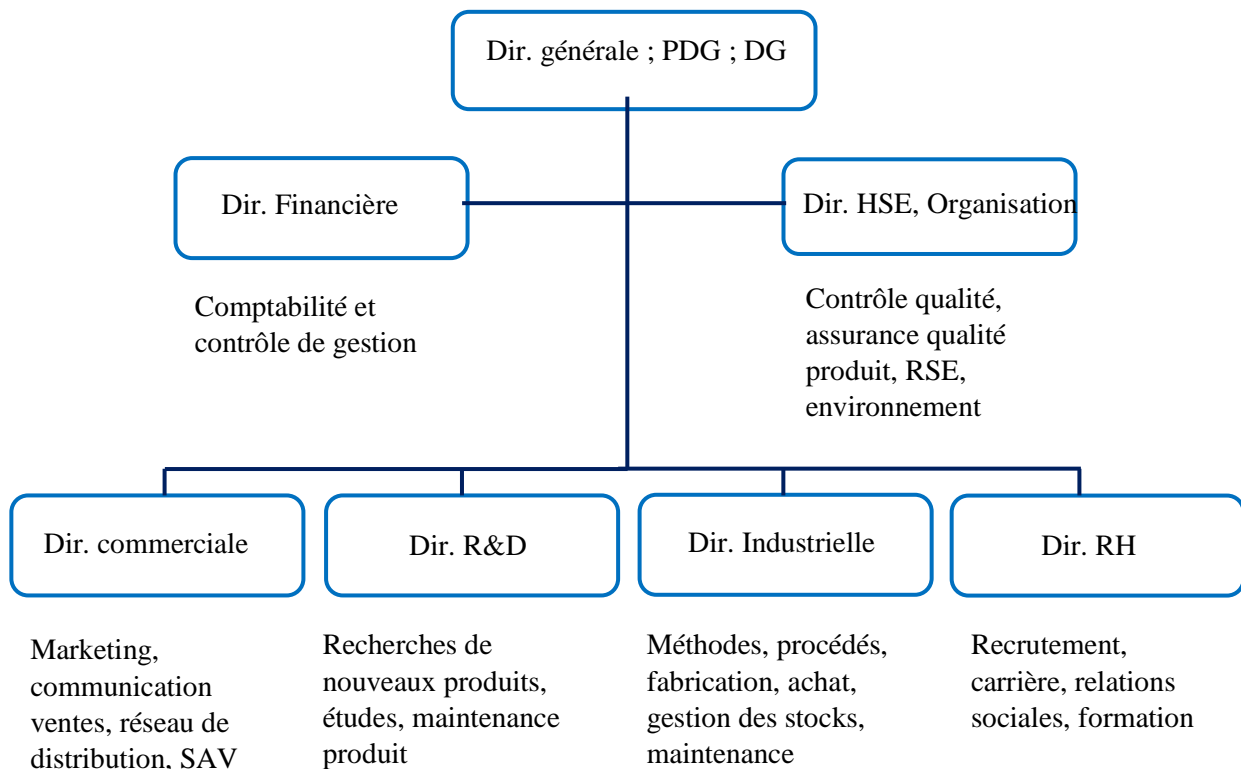 Dir. générale ; PDG ; DG
Dir. Financière
Dir. HSE, Organisation
Comptabilité et
contrôle de gestion
Contrôle qualité,
assurance qualité
produit, RSE,
environnement
Dir. commerciale
Dir. R&D
Dir. Industrielle
Dir. RH
Marketing,
communication
ventes, réseau de
distribution, SAV
Recherches de
nouveaux produits,
études, maintenance
produit
Méthodes, procédés,
fabrication, achat,
gestion des stocks,
maintenance
Recrutement,
carrière, relations
sociales, formation